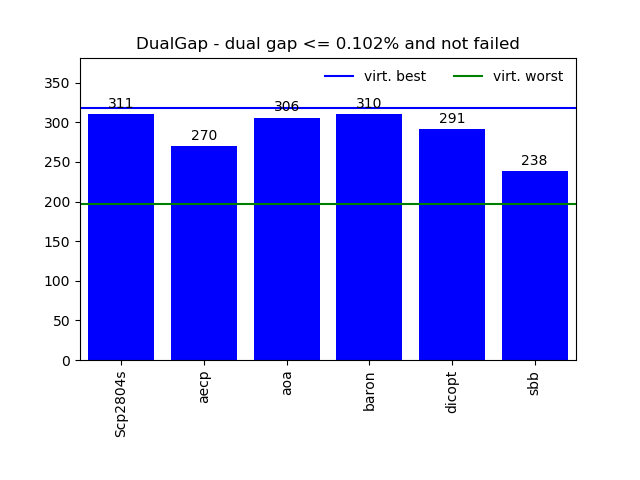 DualGap - dual gap <= 0.102% and not failed
virt. best
virt. worst
350
300
250
200
150
100
50
0
311
270
306
310
291
238
Scp2804s
aecp
aoa
baron
dicopt
sbb